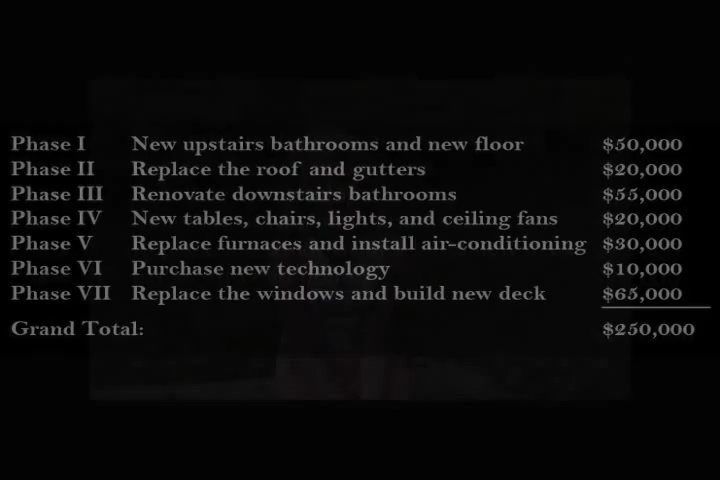 Phase I New upstairs bathrooms and new floor $50,000
Phase II Replace the roof and gutters $20,000
Phase III Renovate downstairs bathrooms $55,000
Phase IV New tables, chairs, lights, and ceiling fans $20,000
Phase V Replace furnaces and install air-conditioning $30,000
Phase VI Purchase new technology $10,000
Phase VII Replace the windows and build new deck $65,000
Grand Total: $250,000